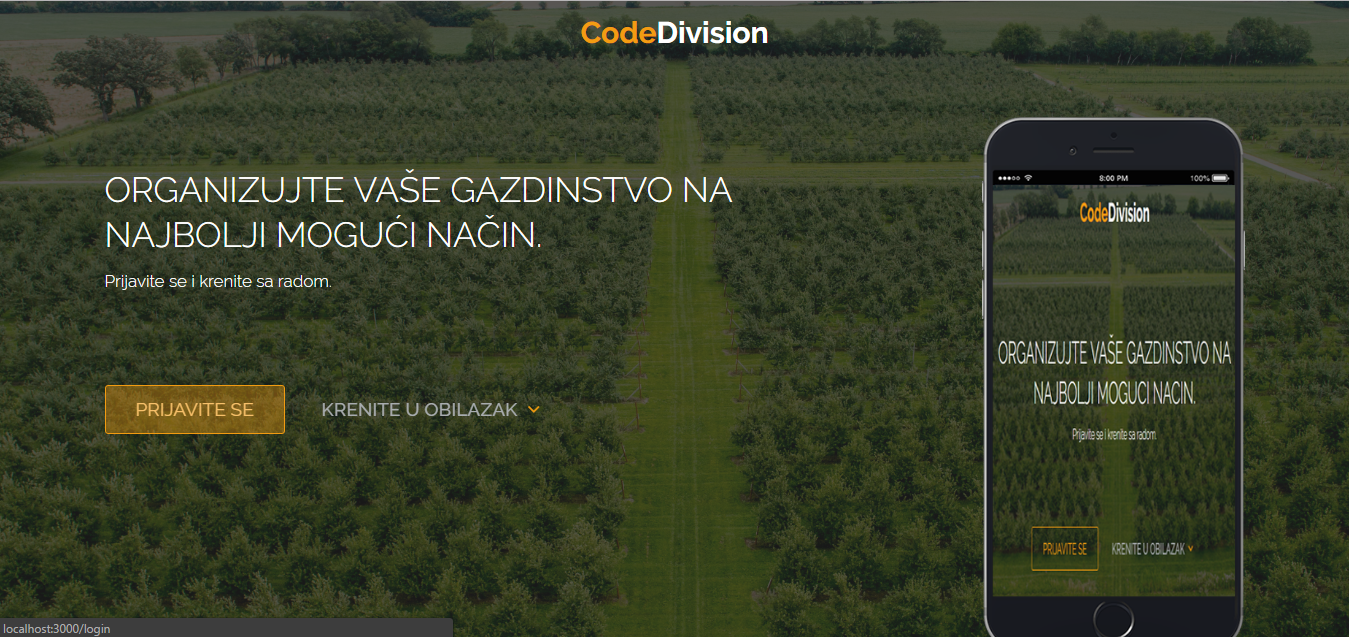 CodeDivision
ORGANIZUJTE VAŠE GAZDINSTVO NA
NAJBOLJI MOGUĆI NAČIN.
Prijavite se i krenite sa radom.
PRIJAVITE SE
KRENITE U OBILAZAK
8:00 PM
100%
CodeDivision
ORGANIZUJTE VAŠE GAZDINSTVO NA
NAJBOLJI MOGUCI NACIN.
Prijavite se i krenite sa radom.
PRIJAVITE SE
KRENITE U OBILAZAK
localhost:3000/login